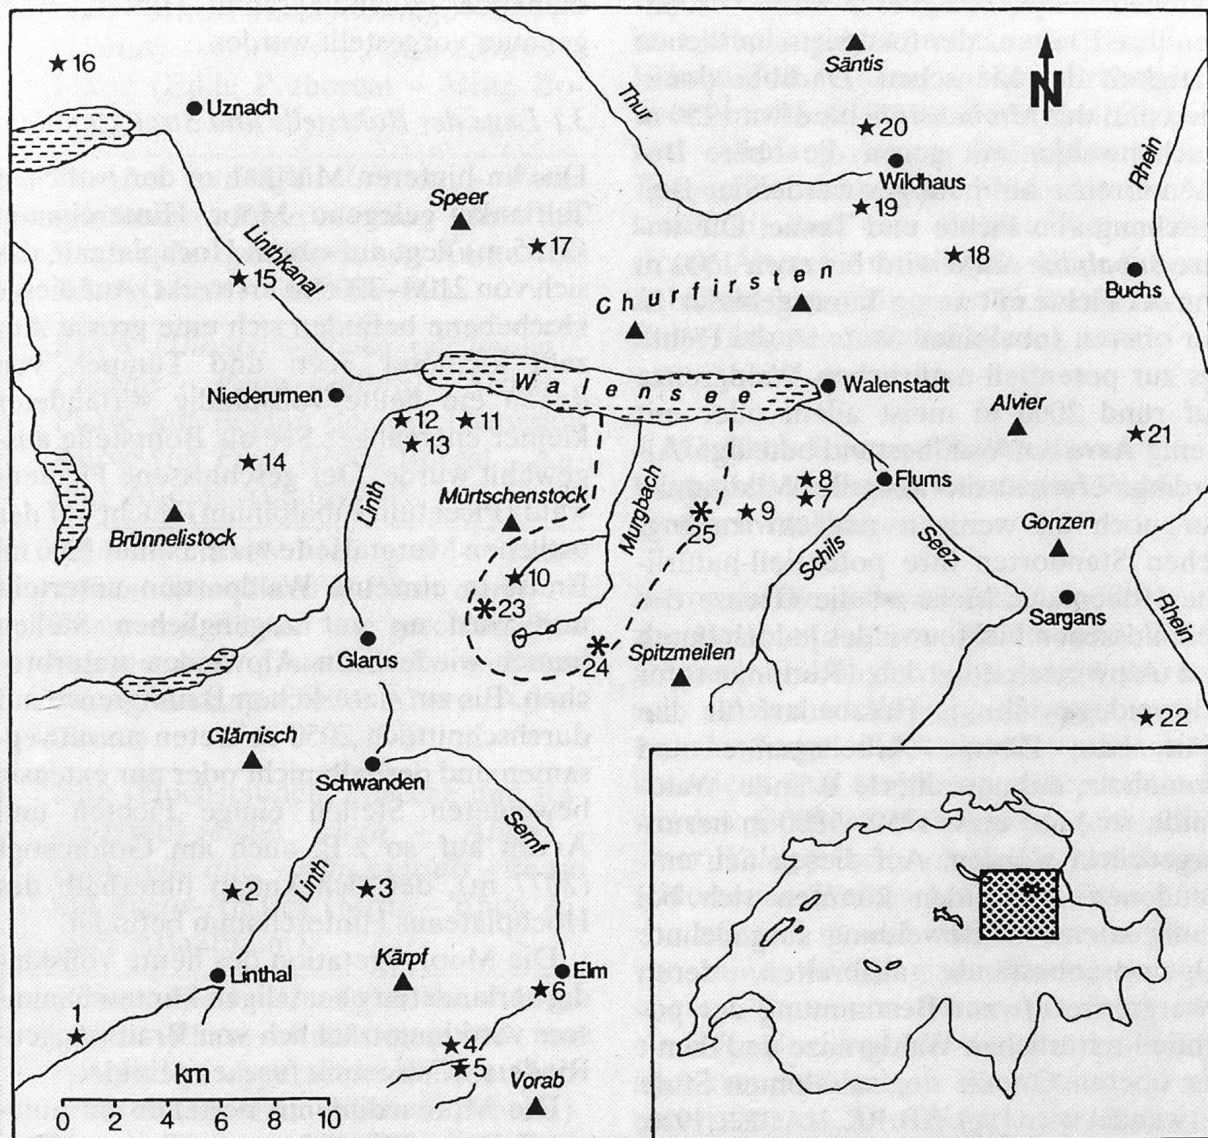 Säntis
N
16
Uznach
Thur
20
Rhein
Wildhaus
Speer
19
17
18
Linthkanal
15
Churfirsten
Buchs
Walensee
Walenstadt
Niederurnen
12
11
Alvier
13
21
14
8
Flums
Linth
Mürtschenstock
Murgbach
7
9
25
Brünnelistock
Gonzen
Schils
Seez
10
23
Sargans
Rhein
Glarus
24
Spitzmeilen
22
Glärnisch
Schwanden
Sernf
Linth
2
3
Kärpf
Elm
Linthal
6
1
4
5
km
Vorab
0 2 4 6 8 10